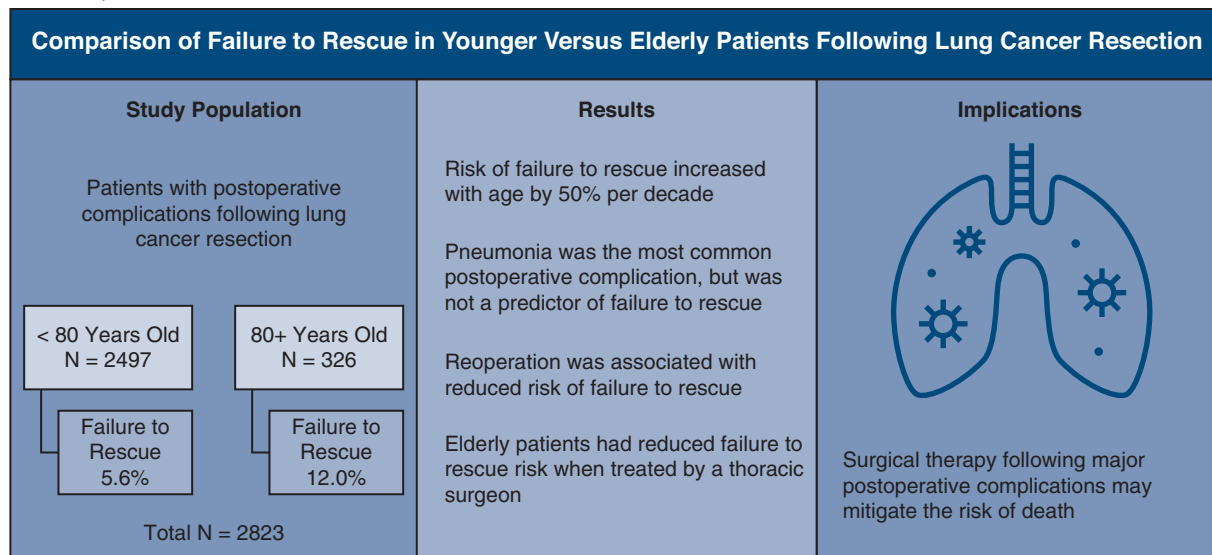 Comparison of Failure to Rescue in Younger Versus Elderly Patients Following Lung Cancer Resection
Study Population
Patients with postoperative
complications following lung
cancer resection
< 80 Years Old
N = 2497
80+ Years Old
N = 326
Failure to
Rescue
5.6%
Failure to
Rescue
12.0%
Total N = 2823
Results
Risk of failure to rescue increased
with age by 50% per decade
Pneumonia was the most common
postoperative complication, but was
not a predictor of failure to rescue
Reoperation was associated with
reduced risk of failure to rescue
Elderly patients had reduced failure to
rescue risk when treated by a thoracic
surgeon
Implications
Surgical therapy following major
postoperative complications may
mitigate the risk of death